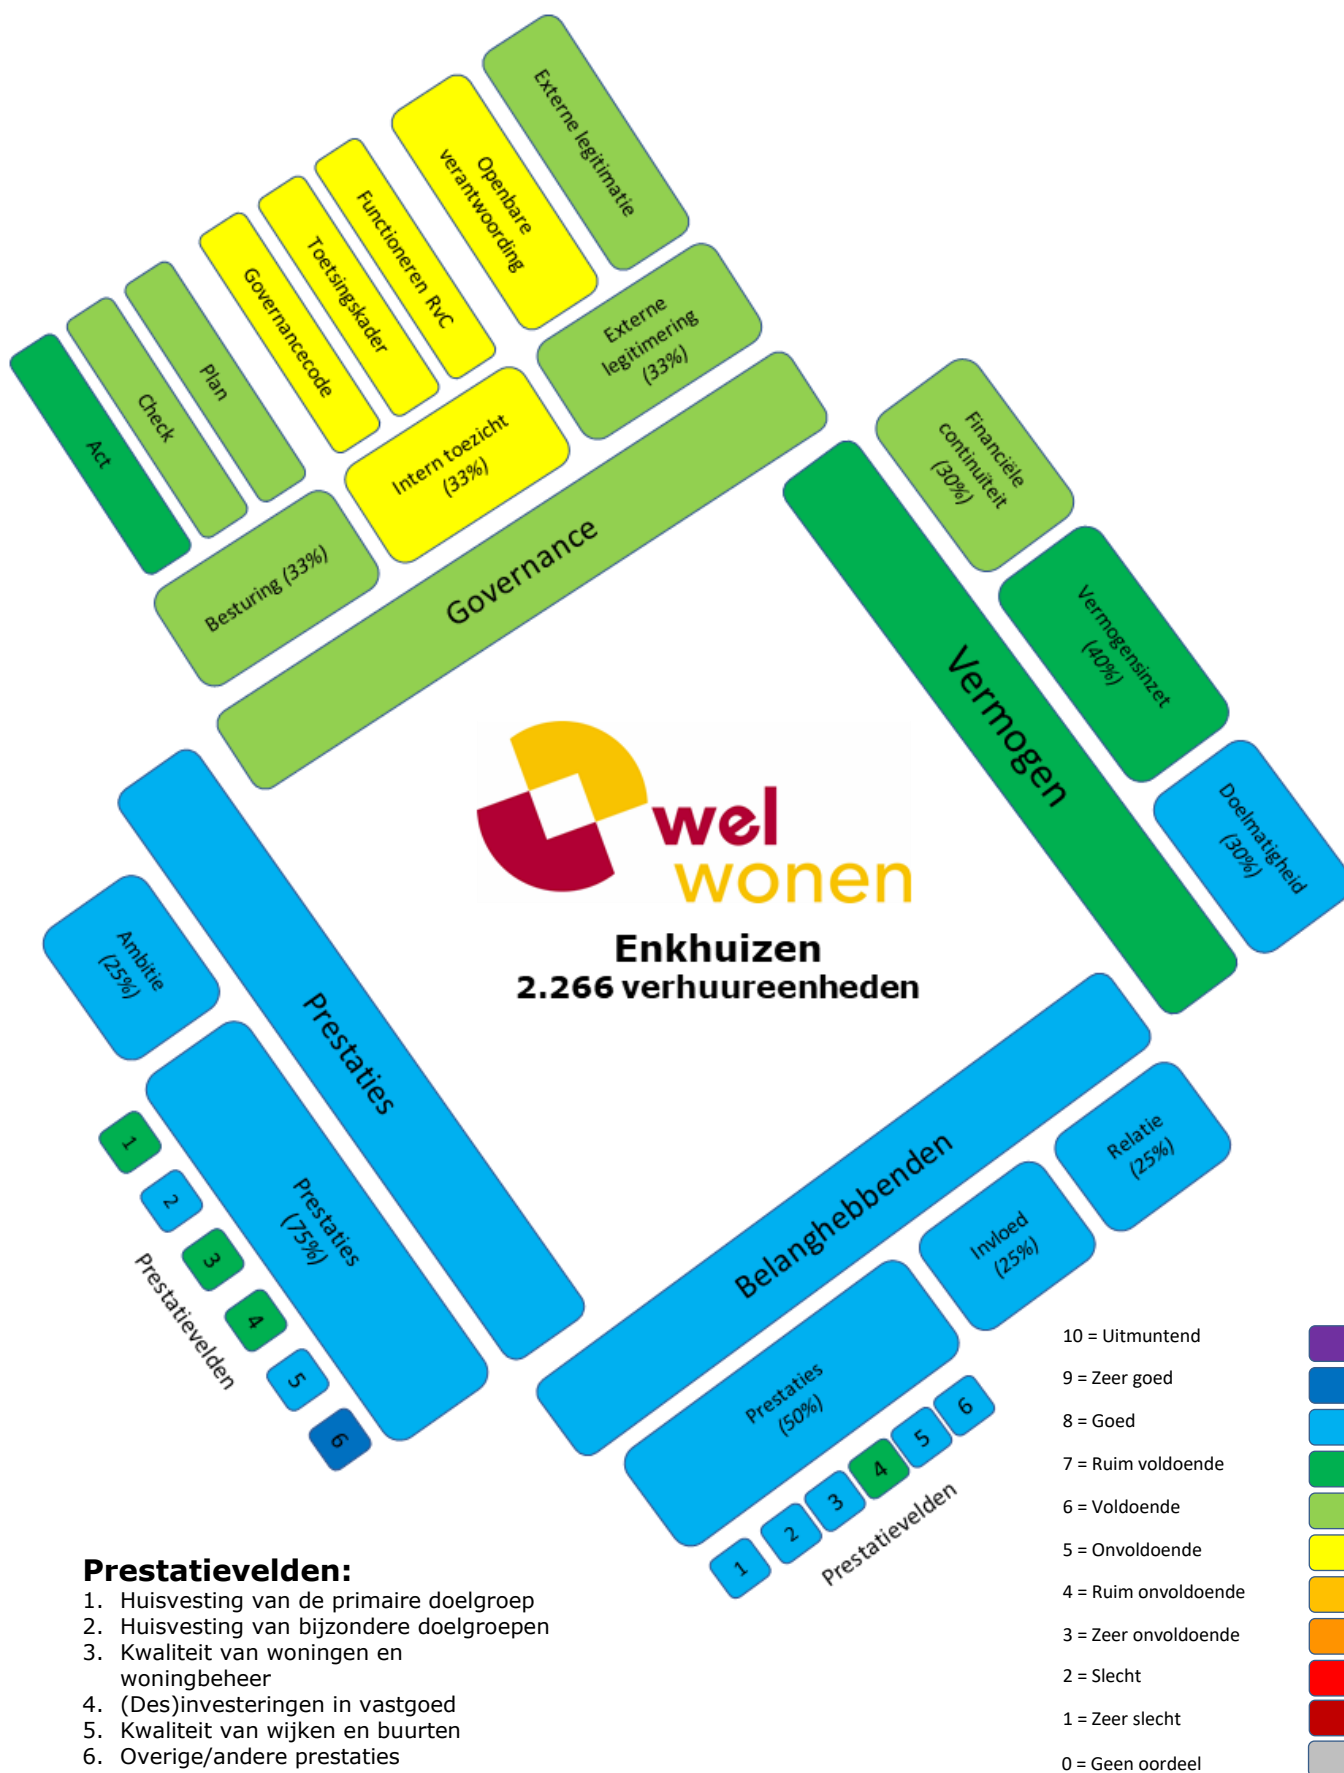 Externe legitimatie
Openbare
verantwoording
Functioneren RvC
Toetsingskader
Governancecode
Plan
Check
Act
Externe
legitimering
(33%)
Intern toezicht
(33%)
Besturing (33%)
Governance
Financiële
continuïteit
(30%)
Vermogensinzet
(40%)
Doelmatigheid
(30%)
Vermogen
wel
wonen
Enkhuizen
2.266 verhuureenheden
Ambitie
(25%)
Prestaties
Prestaties
(75%)
1
2
3
4
5
6
Prestatievelden
Belanghebbenden
Relatie
(25%)
Invloed
(25%)
Prestaties
(50%)
1
2
3
4
5
6
Prestatievelden
10 = Uitmuntend
9 = Zeer goed
8 = Goed
7 = Ruim voldoende
6 = Voldoende
5 = Onvoldoende
4 = Ruim onvoldoende
3 = Zeer onvoldoende
2 = Slecht
1 = Zeer slecht
0 = Geen oordeel
Prestatievelden:
1. Huisvesting van de primaire doelgroep
2. Huisvesting van bijzondere doelgroepen
3. Kwaliteit van woningen en
woningbeheer
4. (Des)investeringen in vastgoed
5. Kwaliteit van wijken en buurten
6. Overige/andere prestaties